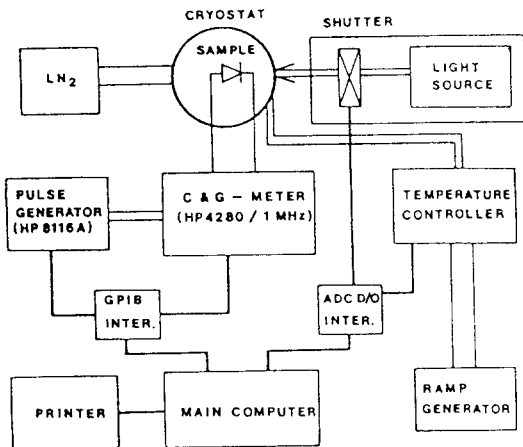 CRYOSTAT
SHUTTER
SAMPLE
LN2
LIGHT
SOURCE
PULSE
GENERATOR
(HP 8116A)
C & G - METER
(HP4280 / 1 MHz)
TEMPERATURE
CONTROLLER
GPIB
INTER.
ADC D/O
INTER.
PRINTER
MAIN COMPUTER
RAMP
GENERATOR